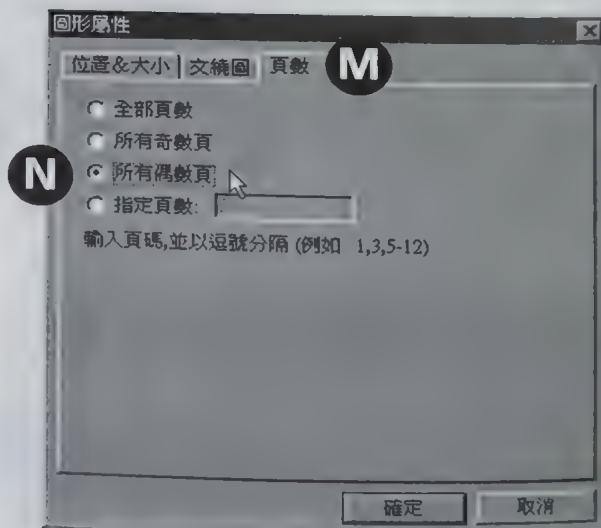 圖形屬性
位置&大小 文繞圖 頁數 M
全部頁數
所有奇數頁
N 所有偶數頁
指定頁數:
輸入頁碼,並以逗號分隔 (例如 1,3,5-12)
確定 取消